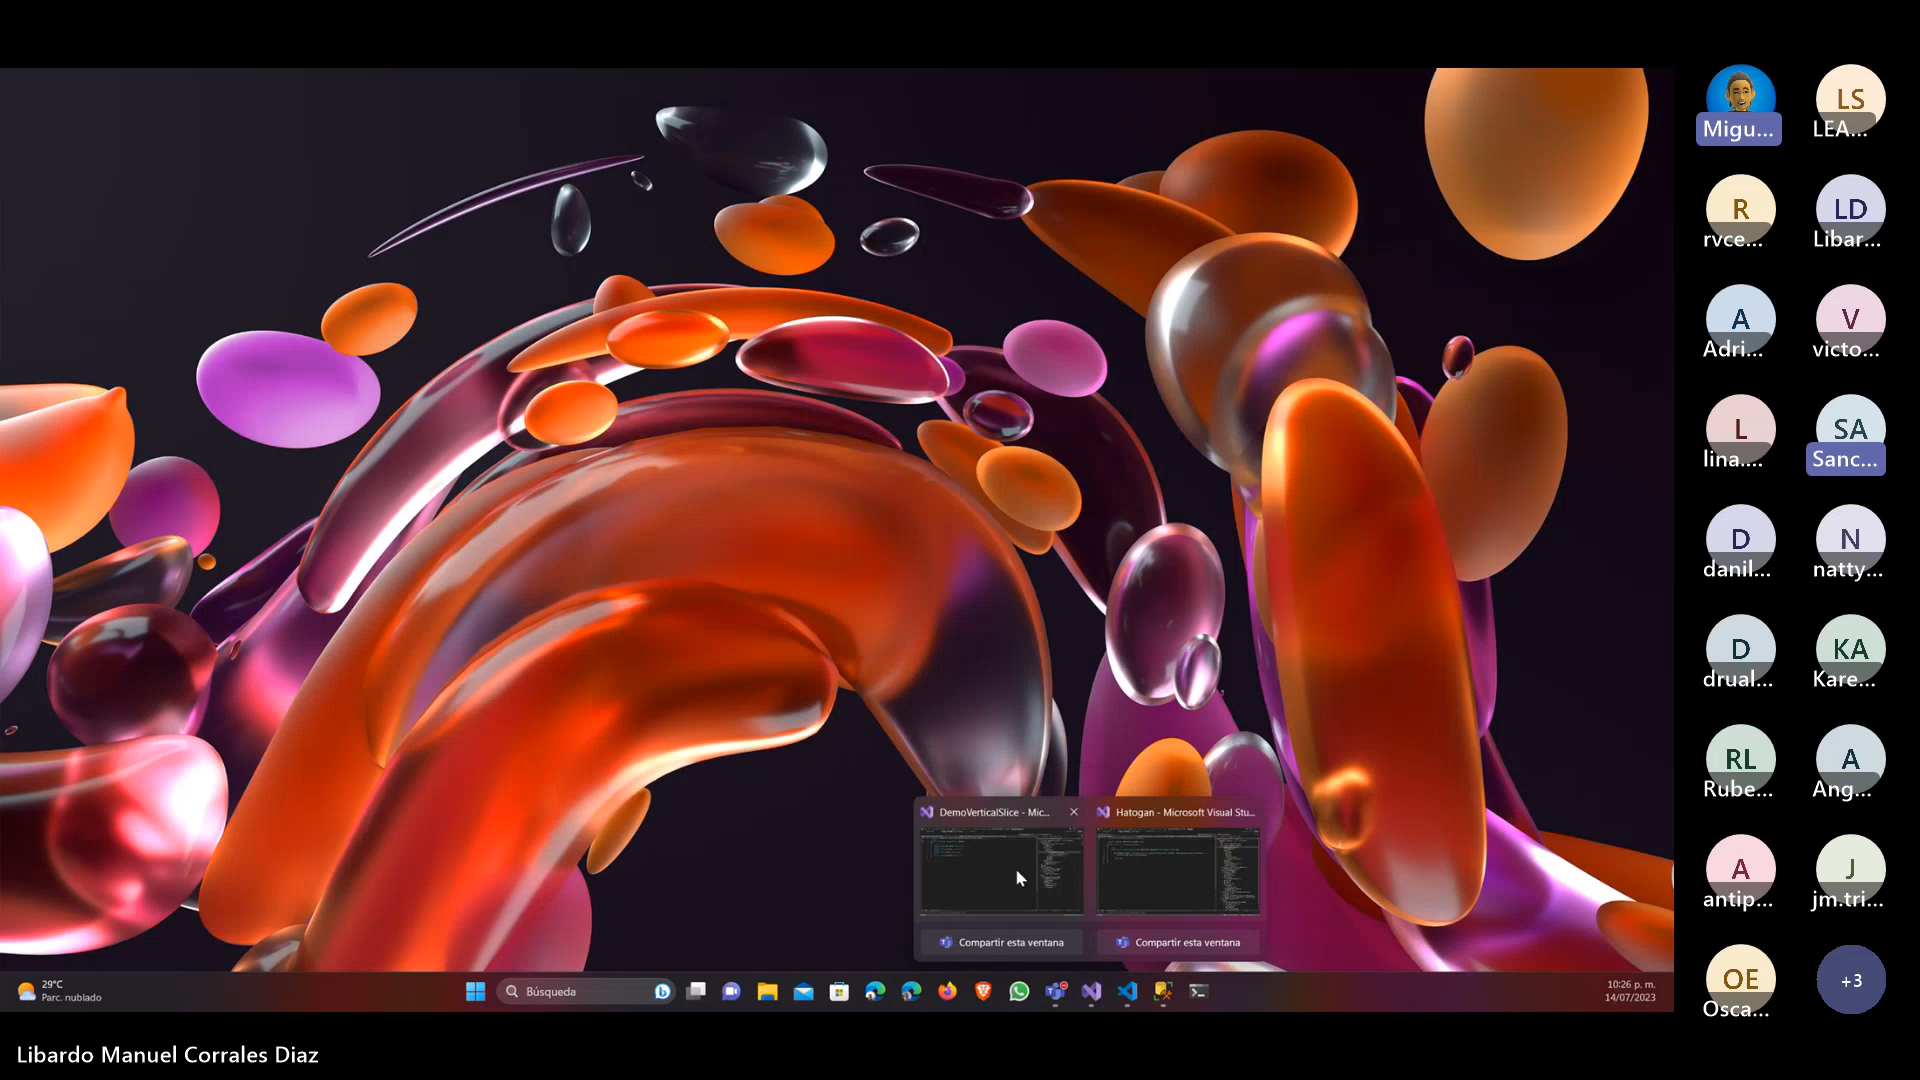 Migu...
LS
LEA...
R
rvce...
LD
Libar...
A
Adri...
V
victo...
L
lina....
SA
Sanc...
D
danil...
N
natty...
D
drual...
KA
Kare...
RL
Rube...
A
Ang...
A
antip...
J
jm.tri...
OE
Osca...
+3
DemoVerticalSlice - Mic...
Hatogan - Microsoft Visual Stu...
Compartir esta ventana
Compartir esta ventana
29°C
Parc. nublado
Búsqueda
10:26 p. m.
14/07/2023
Libardo Manuel Corrales Diaz